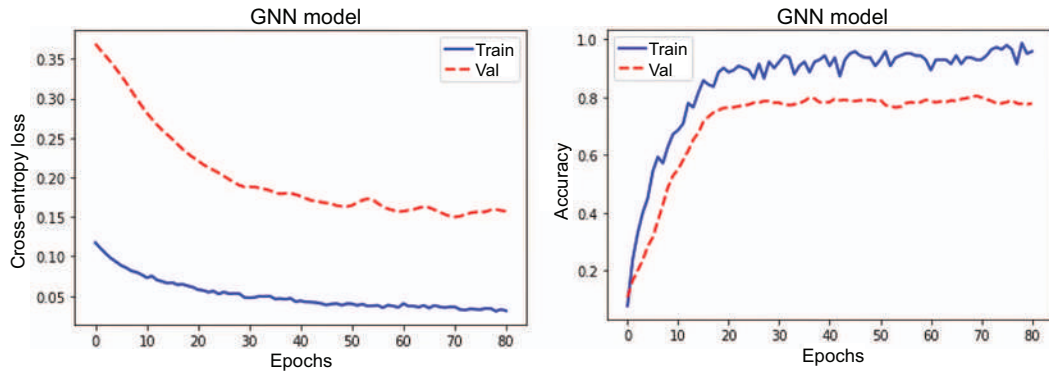 GNN model
Cross-entropy loss
0.35
0.30
0.25
0.20
0.15
0.10
0.05
Train
Val
0 10 20 30 40 50 60 70 80
Epochs
GNN model
Accuracy
1.0
0.8
0.6
0.4
0.2
Train
Val
0 10 20 30 40 50 60 70 80
Epochs